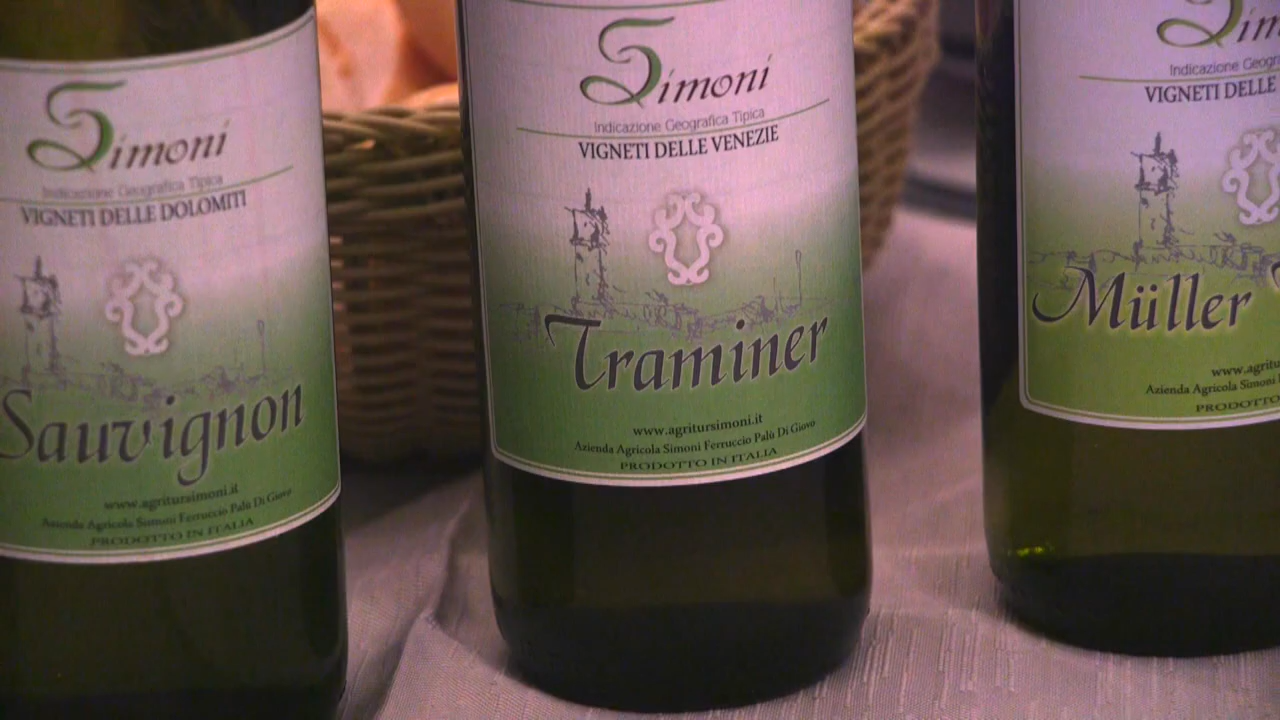 Simoni
Indicazione Geografica Tipica
VIGNETI DELLE DOLOMITI
Sauvignon
www.agritursimoni.it
Azienda Agricola Simoni Ferruccio Palù Di Giovo
PRODOTTO IN ITALIA
Simoni
Indicazione Geografica Tipica
VIGNETI DELLE VENEZIE
Traminer
www.agritursimoni.it
Azienda Agricola Simoni Ferruccio Palù Di Giovo
PRODOTTO IN ITALIA
Indicazione
VIGNETI DELLE
Müller
Azienda Agricola Simoni
PRODOTTO